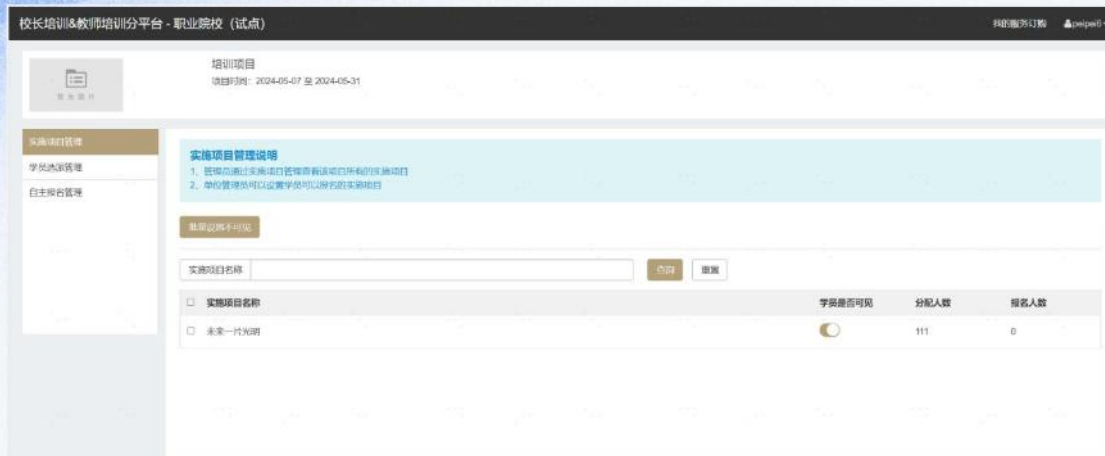 校长培训&教师培训分平台 - 职业院校（试点）
我的服务订购 peipei6
培训项目
项目时间：2024-05-07 至 2024-05-31
暂无图片
实施项目管理
学员选派管理
自主报名管理
实施项目管理说明
1、管理员通过实施项目管理查看该项目所有的实施项目
2、单位管理员可以设置学员可以报名的实施项目
批量设置不可见
实施项目名称 查询 重置
实施项目名称 学员是否可见 分配人数 报名人数
未来一片光明 111 0